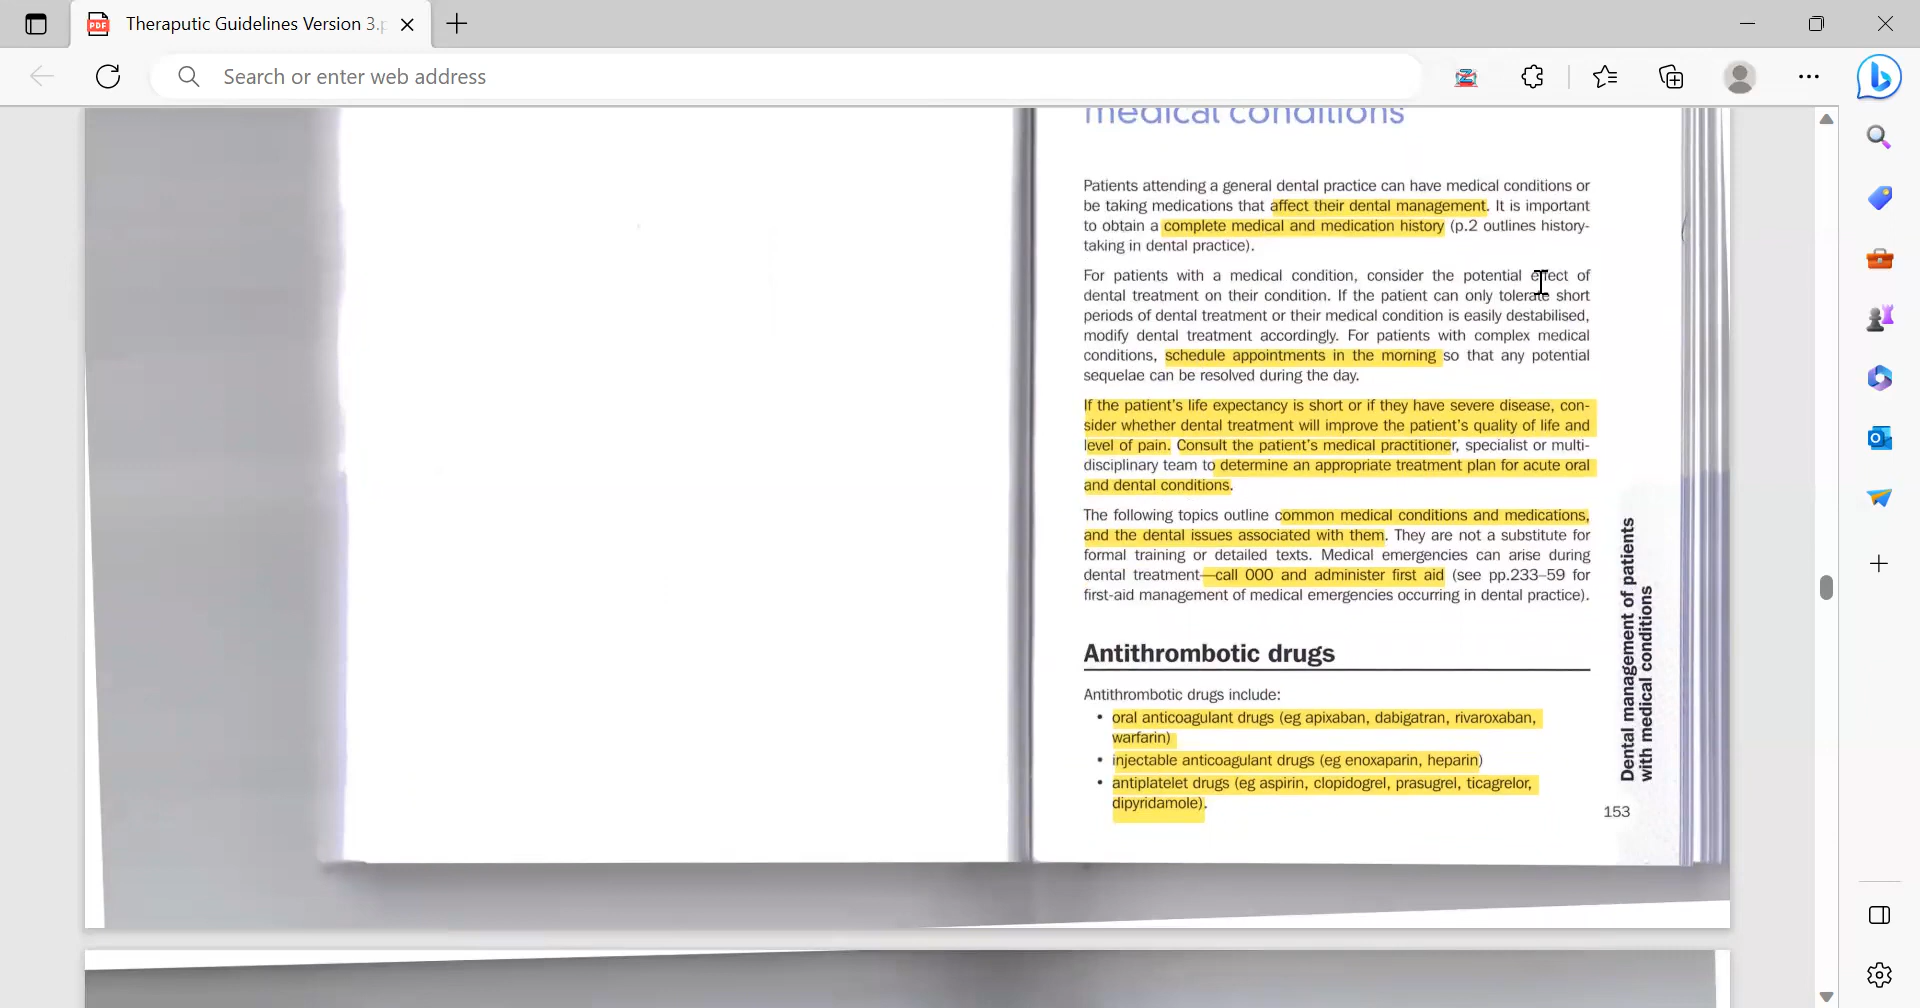 Theraputic Guidelines Version 3.p
Search or enter web address
medical conditions
Patients attending a general dental practice can have medical conditions or
be taking medications that affect their dental management. It is important
to obtain a complete medical and medication history (p.2 outlines history-
taking in dental practice).
For patients with a medical condition, consider the potential effect of
dental treatment on their condition. If the patient can only tolerate short
periods of dental treatment or their medical condition is easily destabilised,
modify dental treatment accordingly. For patients with complex medical
conditions, schedule appointments in the morning so that any potential
sequelae can be resolved during the day.
If the patient's life expectancy is short or if they have severe disease, con-
sider whether dental treatment will improve the patient's quality of life and
level of pain. Consult the patient's medical practitioner, specialist or multi-
disciplinary team to determine an appropriate treatment plan for acute oral
and dental conditions.
The following topics outline common medical conditions and medications,
and the dental issues associated with them. They are not a substitute for
formal training or detailed texts. Medical emergencies can arise during
dental treatment—call 000 and administer first aid (see pp.233–59 for
first-aid management of medical emergencies occurring in dental practice).
Antithrombotic drugs
Antithrombotic drugs include:
• oral anticoagulant drugs (eg apixaban, dabigatran, rivaroxaban,
warfarin)
• injectable anticoagulant drugs (eg enoxaparin, heparin)
• antiplatelet drugs (eg aspirin, clopidogrel, prasugrel, ticagrelor,
dipyridamole).
Dental management of patients
with medical conditions
153